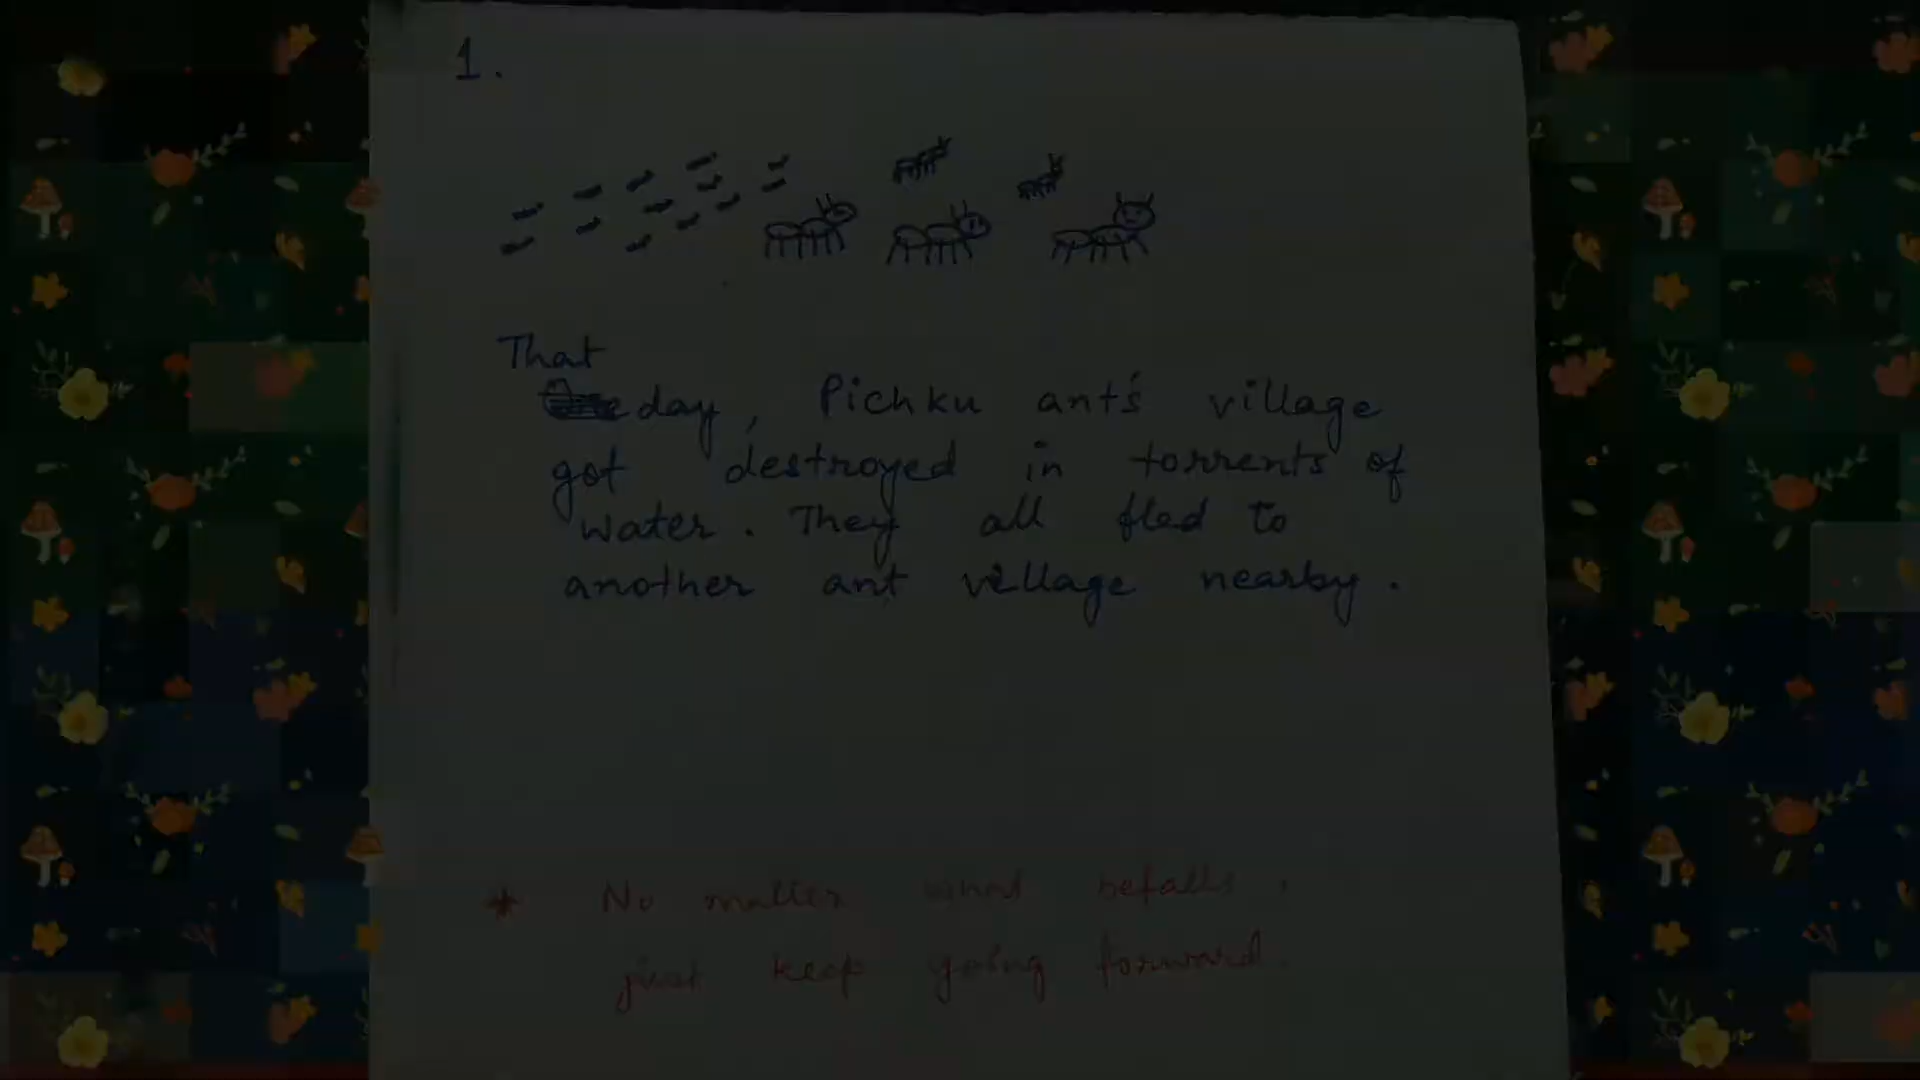 1.
That
day, Pichku ant's village
got destroyed in torrents of
water. They all fled to
another ant village nearby.
* No matter what befalls,
just keep going forward.